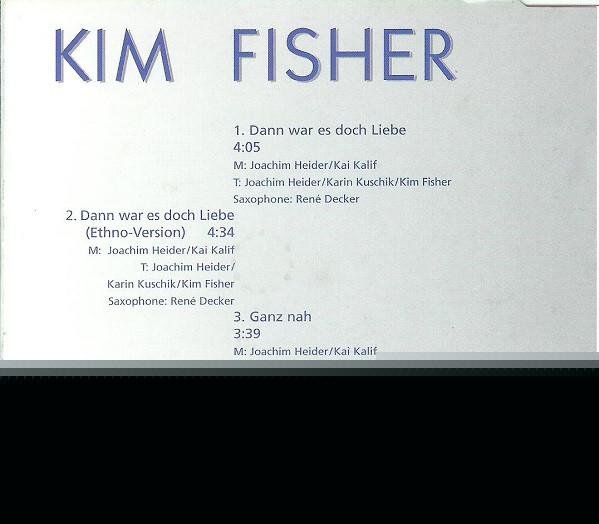 KIM FISHER
1. Dann war es doch Liebe
4:05
M: Joachim Heider/Kai Kalif
T: Joachim Heider/Karin Kuschik/Kim Fisher
Saxophone: René Decker
2. Dann war es doch Liebe
(Ethno-Version) 4:34
M: Joachim Heider/Kai Kalif
T: Joachim Heider/
Karin Kuschik/Kim Fisher
Saxophone: René Decker
3. Ganz nah
3:39
M: Joachim Heider/Kai Kalif